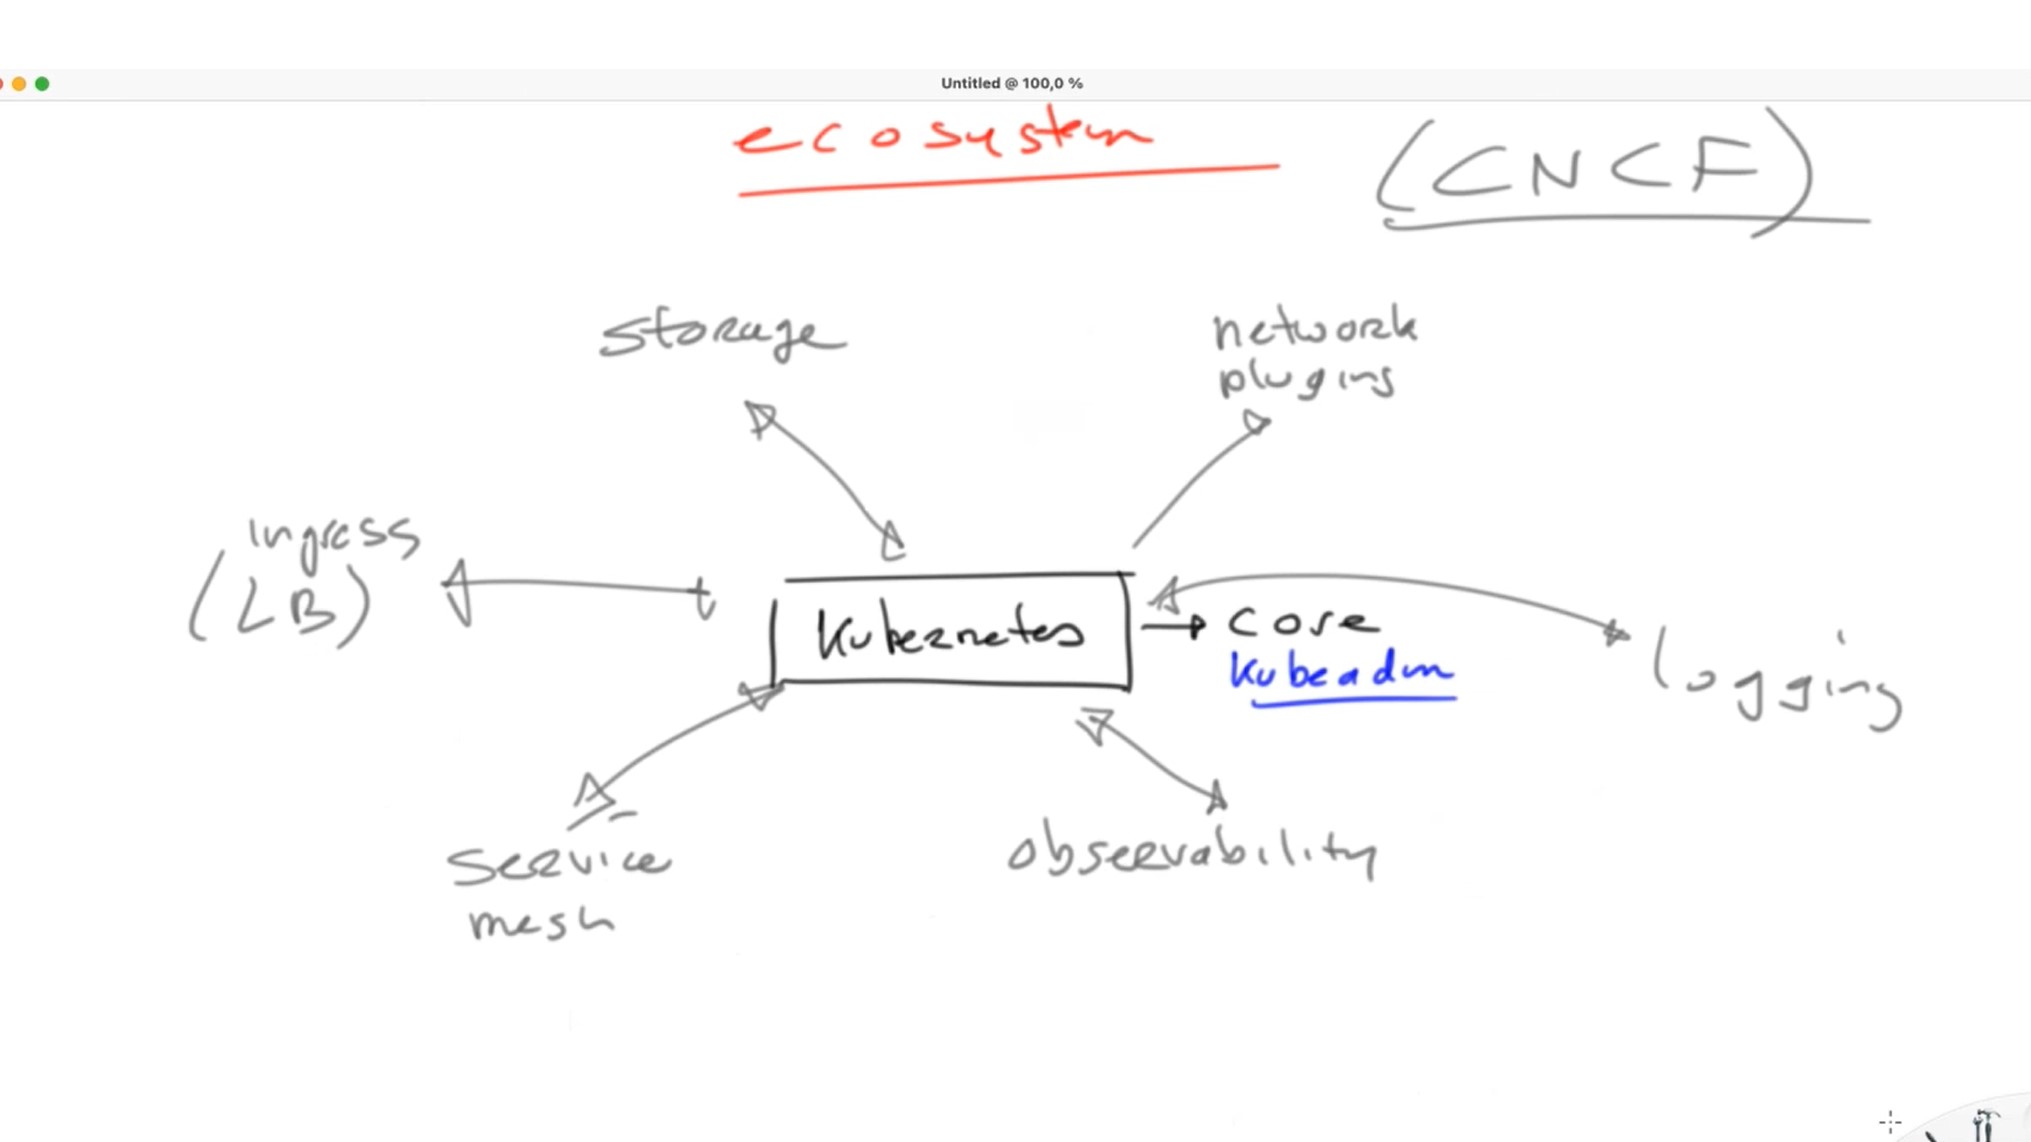 Untitled @ 100,0 %
ecosystem
(CNCF)
storage
network
plugins
ingress
(LB)
Kubernetes
core
Kubeadm
logging
service
mesh
observability